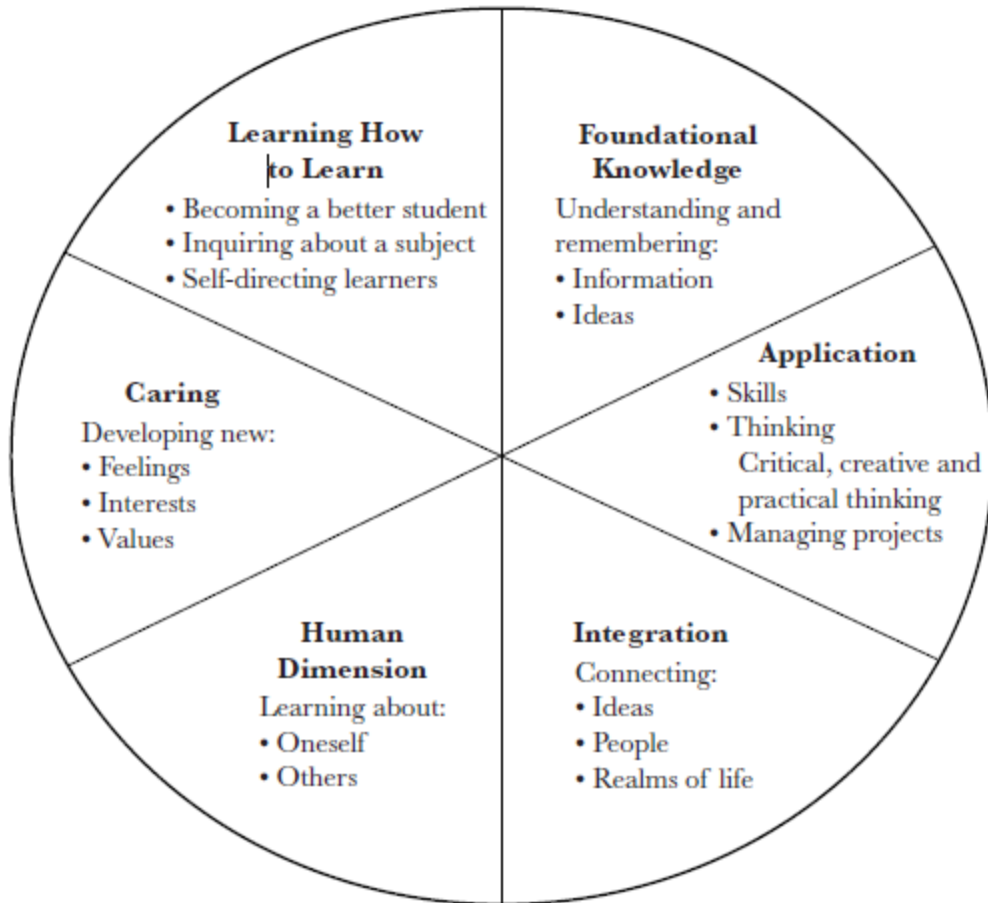 Learning How
to Learn
• Becoming a better student
• Inquiring about a subject
• Self-directing learners
Foundational
Knowledge
Understanding and
remembering:
• Information
• Ideas
Application
• Skills
• Thinking
Critical, creative and
practical thinking
• Managing projects
Integration
Connecting:
• Ideas
• People
• Realms of life
Human
Dimension
Learning about:
• Oneself
• Others
Caring
Developing new:
• Feelings
• Interests
• Values